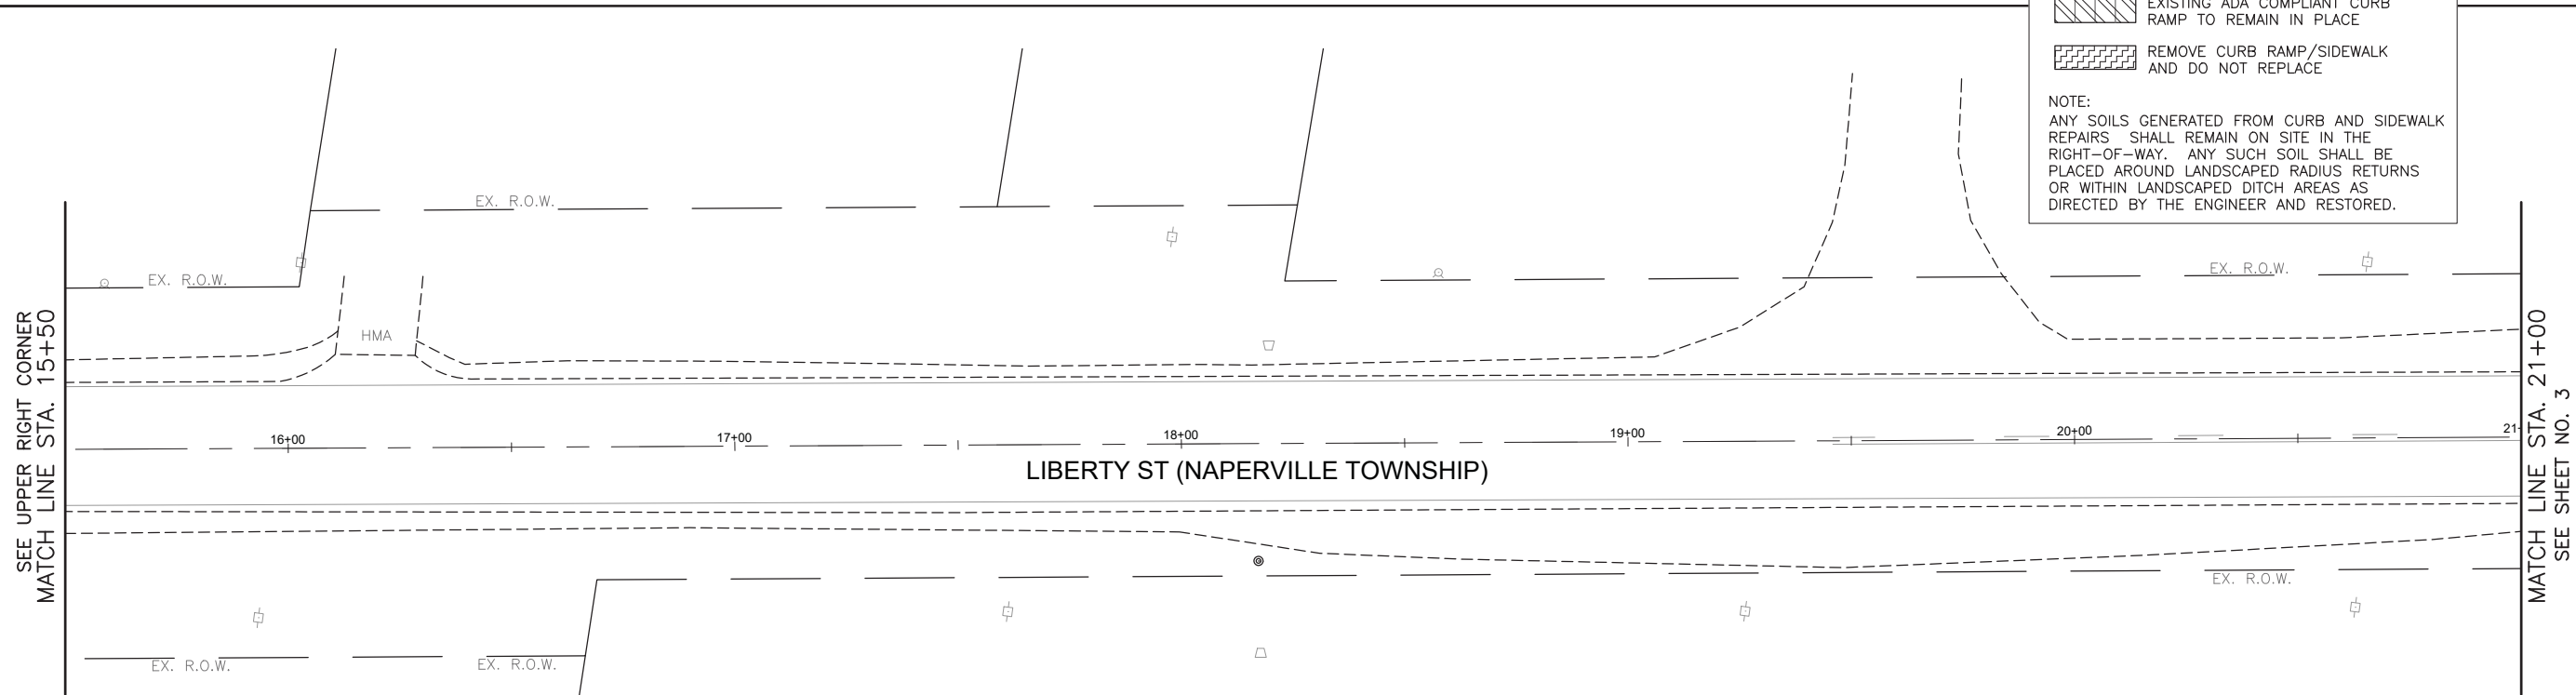 EXISTING ADA COMPLIANT CURB
RAMP TO REMAIN IN PLACE
REMOVE CURB RAMP/SIDEWALK
AND DO NOT REPLACE
NOTE:
ANY SOILS GENERATED FROM CURB AND SIDEWALK
REPAIRS SHALL REMAIN ON SITE IN THE
RIGHT-OF-WAY. ANY SUCH SOIL SHALL BE
PLACED AROUND LANDSCAPED RADIUS RETURNS
OR WITHIN LANDSCAPED DITCH AREAS AS
DIRECTED BY THE ENGINEER AND RESTORED.
EX. R.O.W.
EX. R.O.W.
EX. R.O.W.
HMA
SEE UPPER RIGHT CORNER
MATCH LINE STA. 15+50
16+00
17+00
18+00
19+00
20+00
21+
LIBERTY ST (NAPERVILLE TOWNSHIP)
MATCH LINE STA. 21+00
SEE SHEET NO. 3
EX. R.O.W.
EX. R.O.W.
EX. R.O.W.